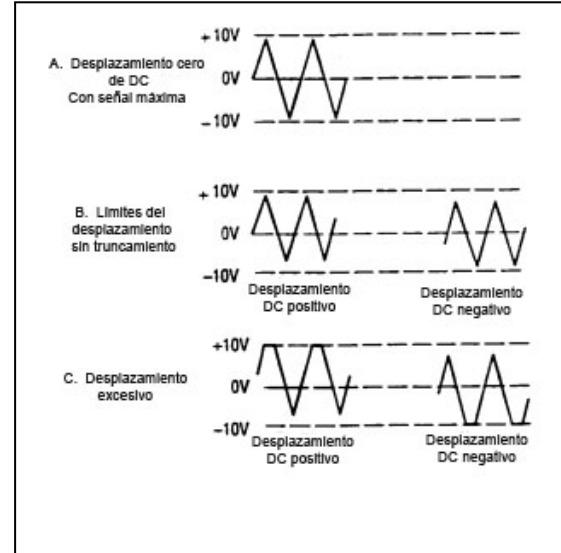 +10V
A. Desplazamiento cero
de DC
Con señal máxima
0V
-10V
+10V
B. Límites del
desplazamiento
sin truncamiento
0V
-10V
Desplazamiento
DC positivo
Desplazamiento
DC negativo
+10V
C. Desplazamiento
excesivo
0V
-10V
Desplazamiento
DC positivo
Desplazamiento
DC negativo